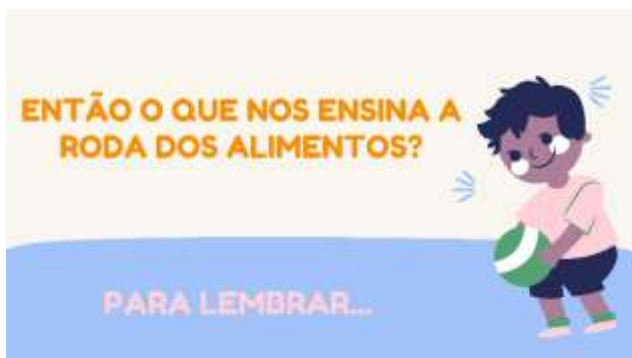 ENTÃO O QUE NOS ENSINA A
RODA DOS ALIMENTOS?
PARA LEMBRAR...